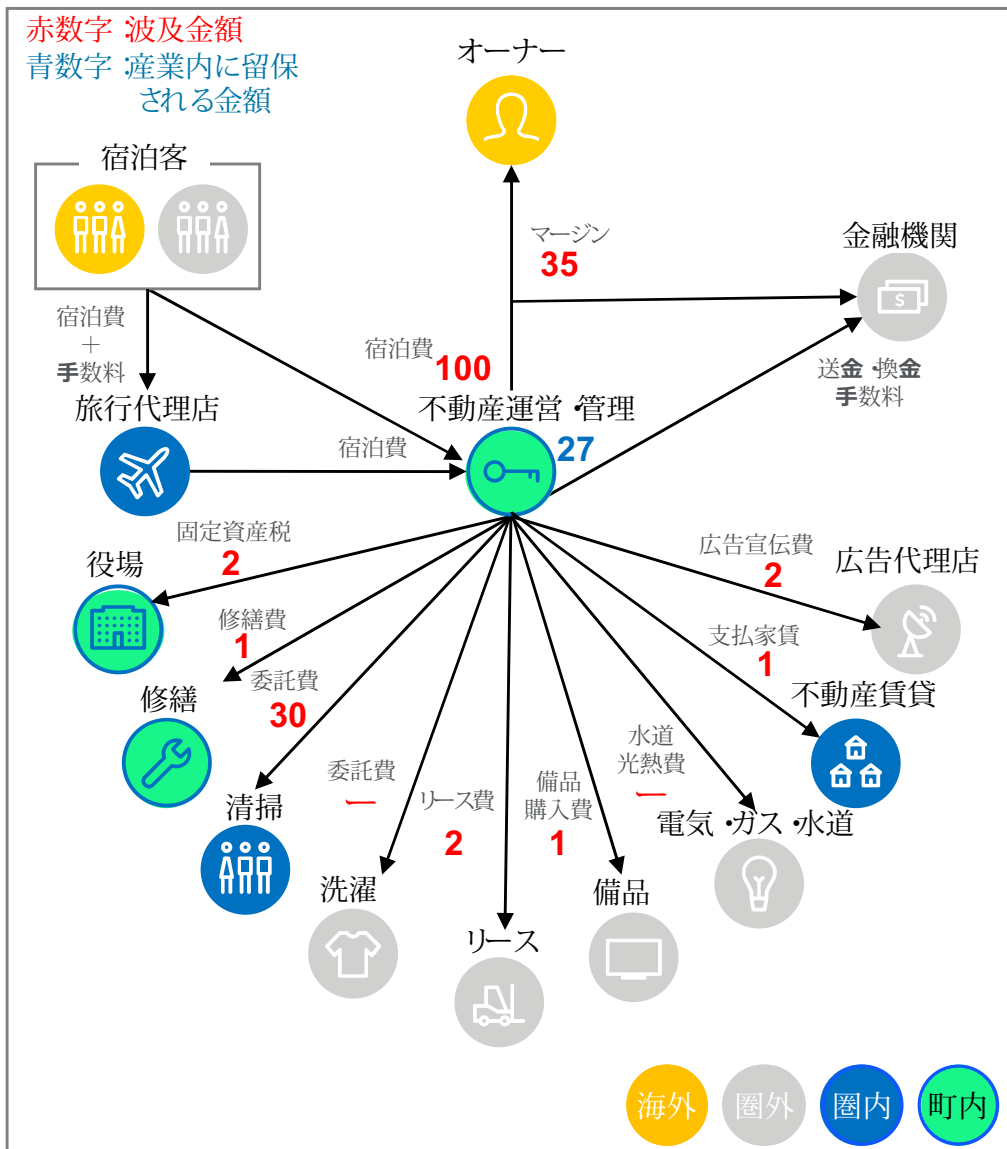 赤数字：波及金額
青数字：産業内に留保
される金額
オーナー
宿泊客
マージン
35
金融機関
$
宿泊費
＋
手数料
宿泊費
100
送金・換金
手数料
旅行代理店
不動産運営・管理
宿泊費
27
固定資産税
2
役場
広告宣伝費
2
広告代理店
修繕費
1
支払家賃
1
委託費
30
修繕
不動産賃貸
水道
光熱費
ー
委託費
ー
リース費
2
備品
購入費
1
清掃
電気・ガス・水道
洗濯
備品
リース
海外
圏外
圏内
町内